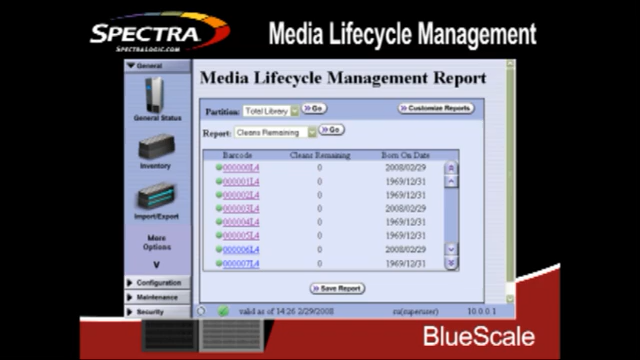 SPECTRA
SPECTRALOGIC.COM
Media Lifecycle Management
General
General Status
Inventory
Import/Export
More
Options
Configuration
Maintenance
Security
Media Lifecycle Management Report
Partition: Total Library Go Customize Reports
Report: Cleans Remaining Go
Barcode Cleans Remaining Born On Date
000000L4 0 2008/02/29
000001L4 0 1969/12/31
000002L4 0 1969/12/31
000003L4 0 1969/12/31
000004L4 0 1969/12/31
000005L4 0 1969/12/31
000006L4 0 2008/02/29
000007L4 0 1969/12/31
Save Report
valid as of 14:26 2/29/2008 su(superuser) 10.0.0.1
BlueScale